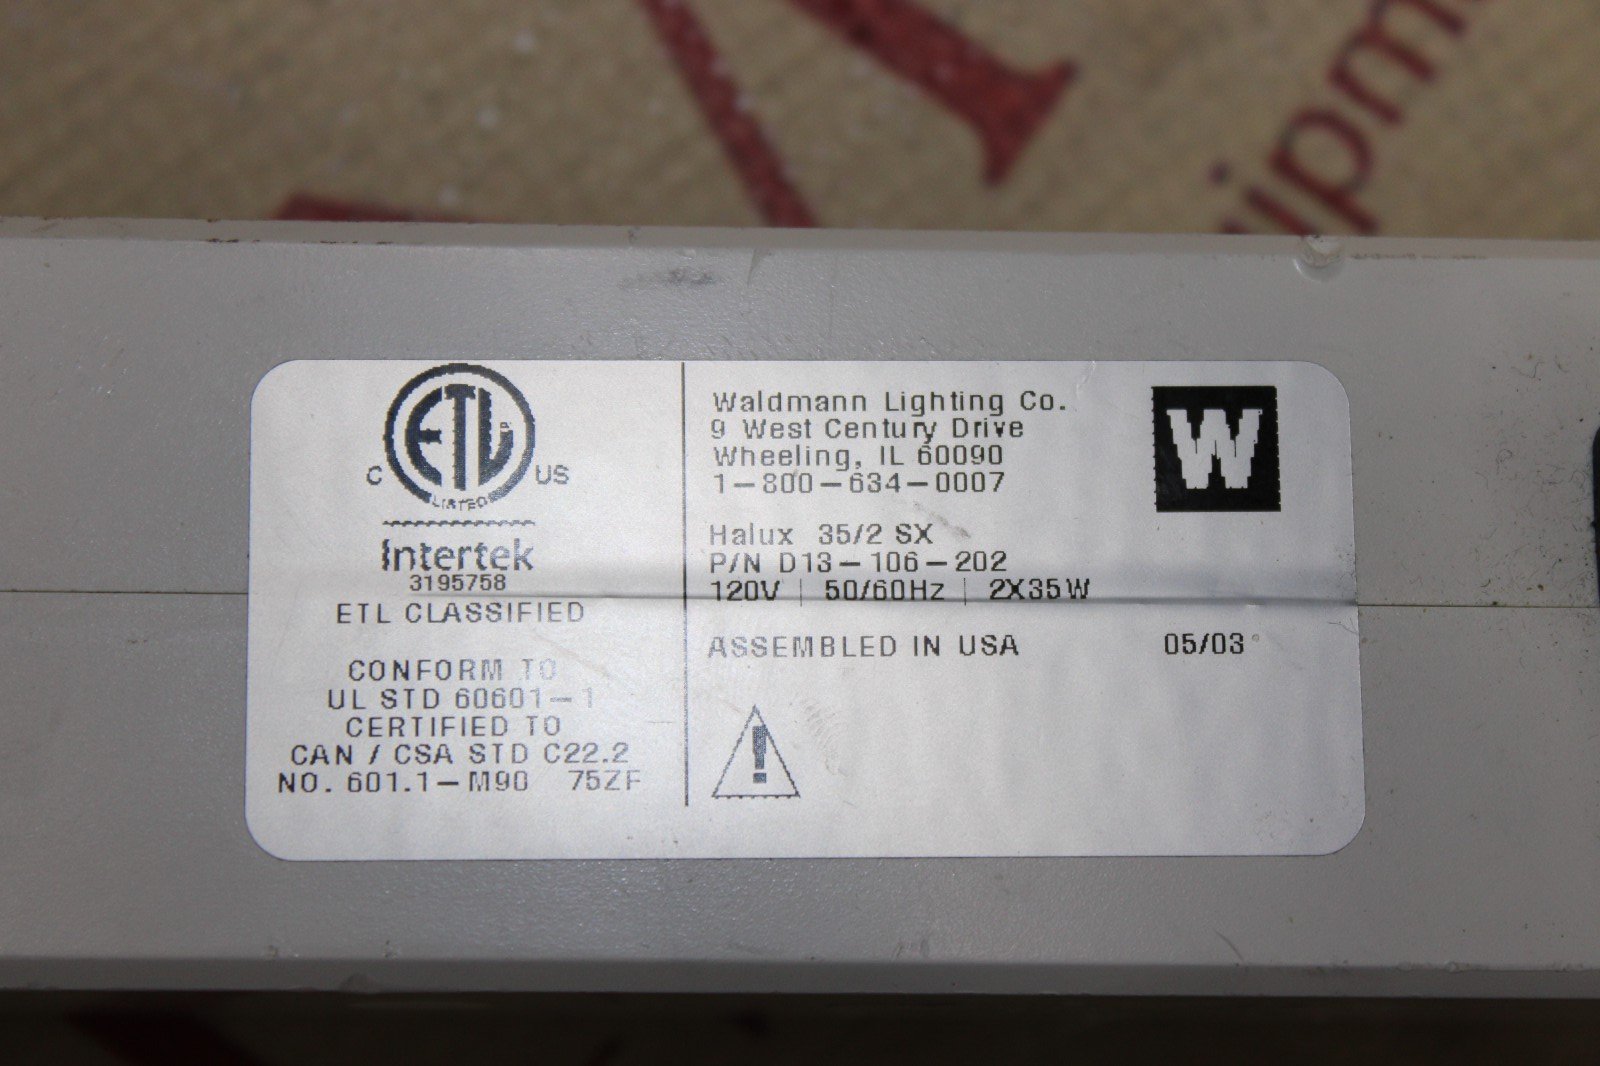 ETL
C US
LISTED
Intertek
3195758
ETL CLASSIFIED
CONFORM TO
UL STD 60601-1
CERTIFIED TO
CAN / CSA STD C22.2
NO. 601.1-M90 75ZF
Waldmann Lighting Co.
9 West Century Drive
Wheeling, IL 60090
1-800-634-0007
W
Halux 35/2 SX
P/N D13-106-202
120V | 50/60Hz | 2X35W
ASSEMBLED IN USA 05/03
!